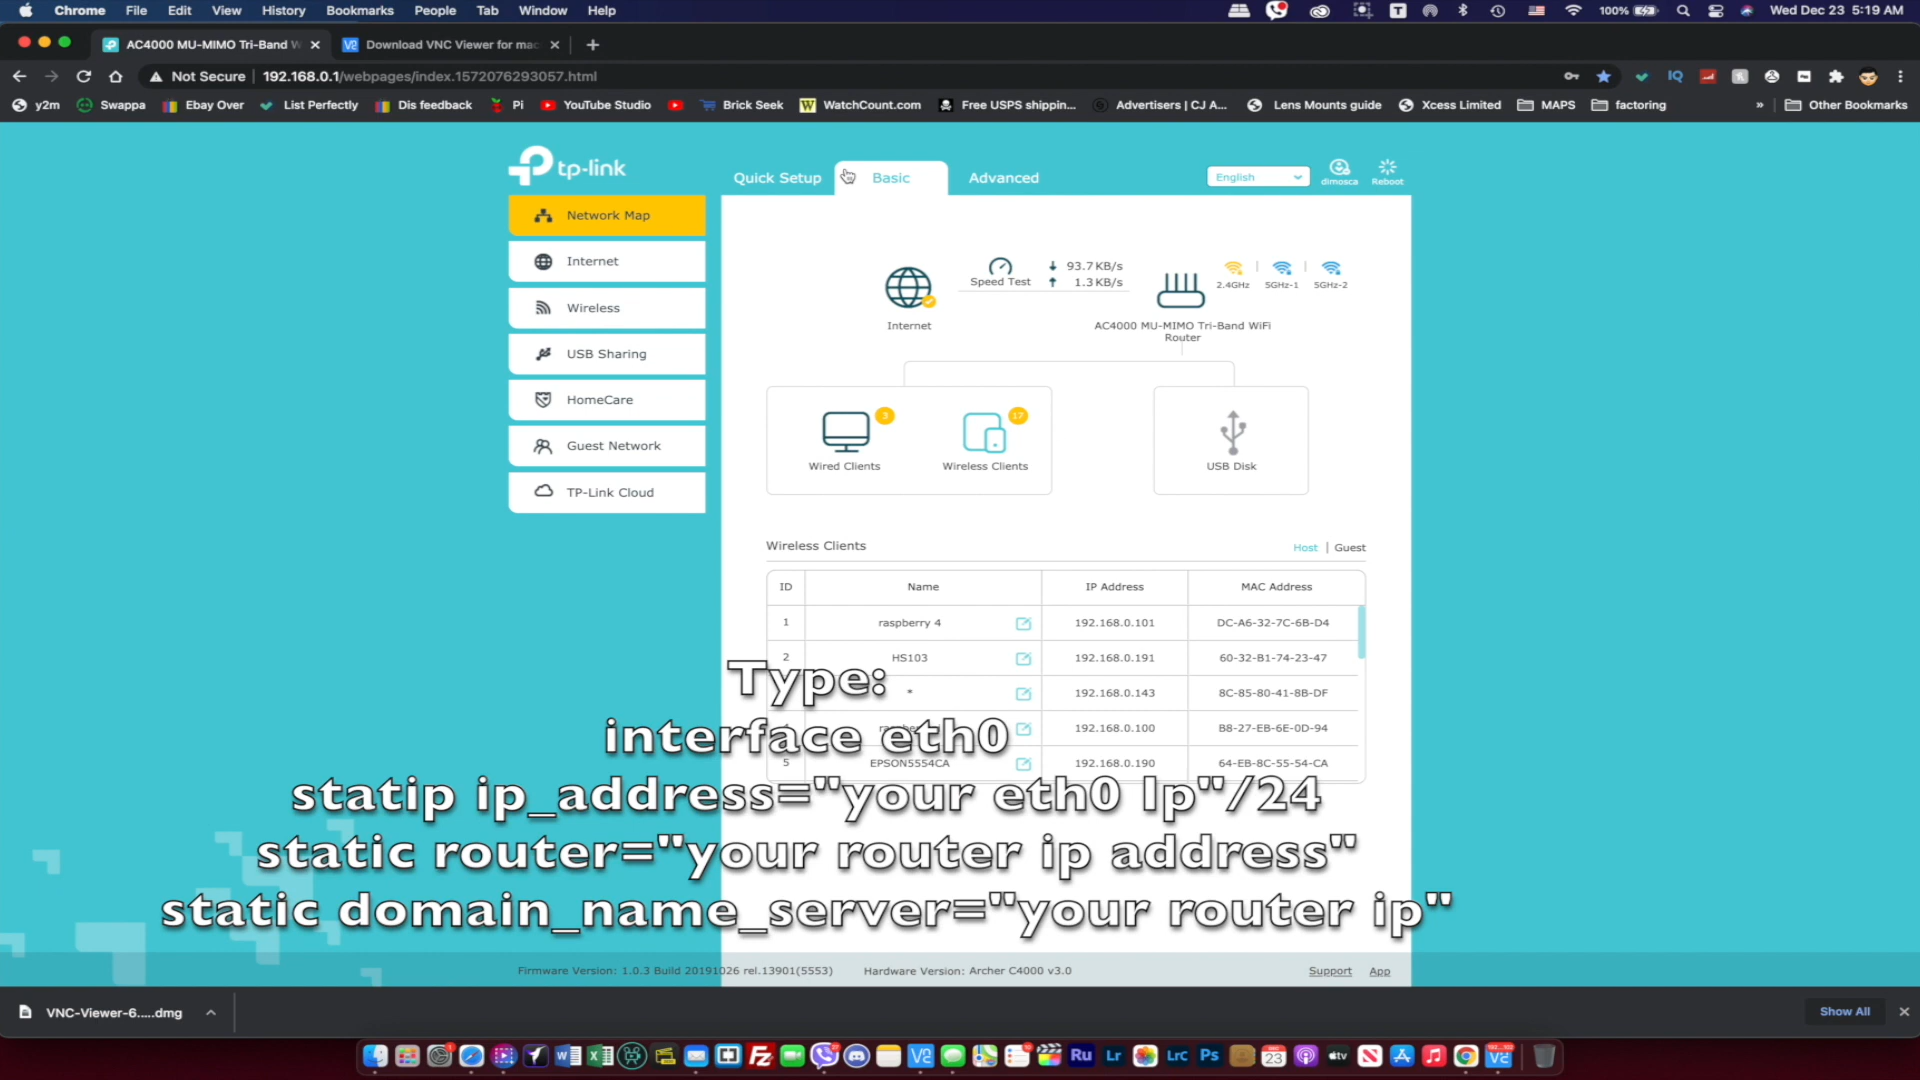 Chrome File Edit View History Bookmarks People Tab Window Help 100% Wed Dec 23 5:19 AM
AC4000 MU-MIMO Tri-Band Download VNC Viewer for mac
Not Secure 192.168.0.1/webpages/index.1572076293057.html
y2m Swappa Ebay Over List Perfectly Dis feedback Pi YouTube Studio Brick Seek WatchCount.com Free USPS shippin... Advertisers | CJ A... Lens Mounts guide Xcess Limited MAPS factoring » Other Bookmarks
tp-link
Quick Setup Basic Advanced English dimosca Reboot
Network Map
Internet
Wireless
USB Sharing
HomeCare
Guest Network
TP-Link Cloud
Speed Test 93.7 KB/s
1.3 KB/s
2.4GHz 5GHz-1 5GHz-2
Internet
AC4000 MU-MIMO Tri-Band WiFi
Router
3 17
Wired Clients Wireless Clients USB Disk
Wireless Clients Host | Guest
ID Name IP Address MAC Address
1 raspberry 4 192.168.0.101 DC-A6-32-7C-6B-D4
2 HS103 192.168.0.191 60-32-B1-74-23-47
* 192.168.0.143 8C-85-80-41-8B-DF
192.168.0.100 B8-27-EB-6E-0D-94
5 EPSON5554CA 192.168.0.190 64-EB-8C-55-54-CA
Type:
interface eth0
statip ip_address="your eth0 Ip"/24
static router="your router ip address"
static domain_name_server="your router ip"
Firmware Version: 1.0.3 Build 20191026 rel.13901(5553) Hardware Version: Archer C4000 v3.0 Support App
VNC-Viewer-6.....dmg Show All